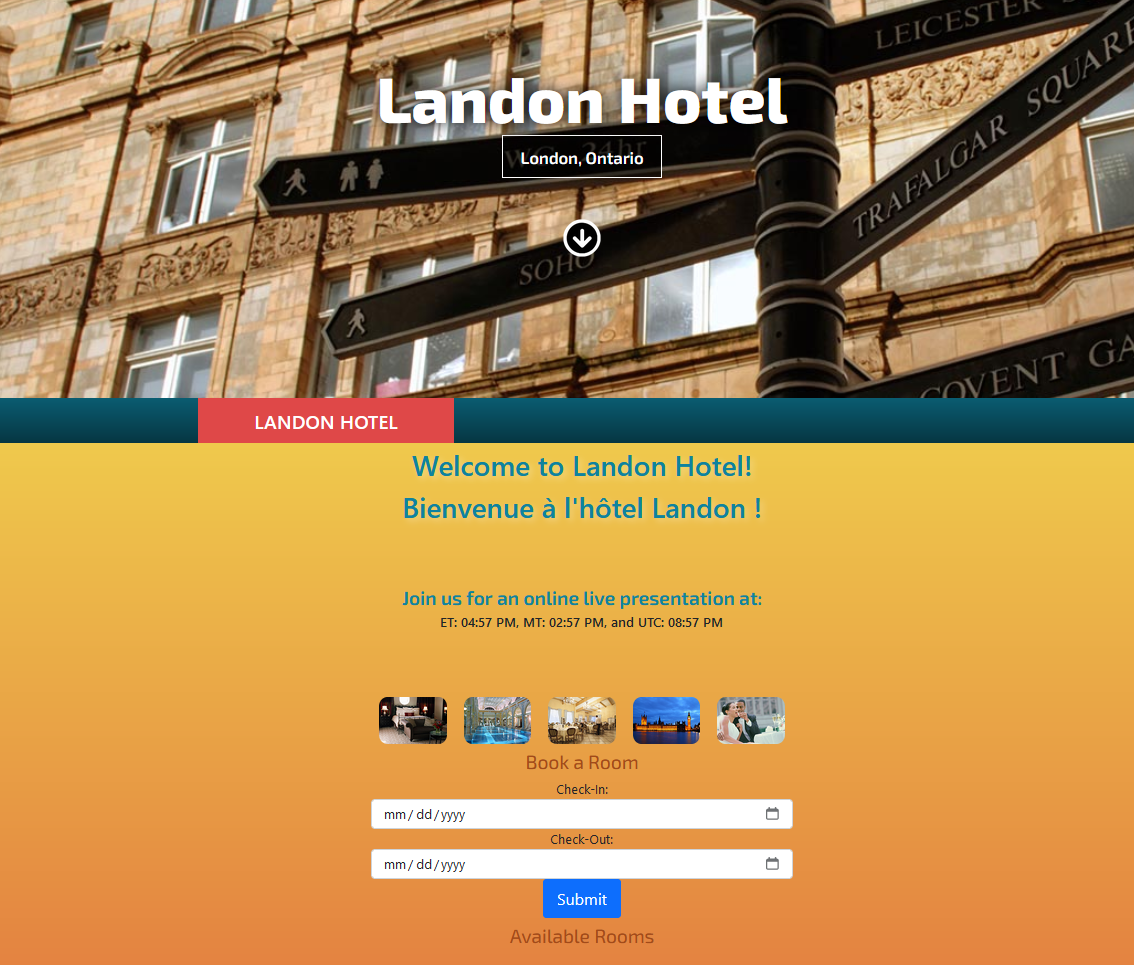 LEICESTER S
Landon Hotel
WC 24hr
London, Ontario
TRAFALGAR SQUARE
SOHO
COVENT GA
LANDON HOTEL
Welcome to Landon Hotel!
Bienvenue à l'hôtel Landon !
Join us for an online live presentation at:
ET: 04:57 PM, MT: 02:57 PM, and UTC: 08:57 PM
Book a Room
Check-In:
mm/dd/yyyy
Check-Out:
mm/dd/yyyy
Submit
Available Rooms